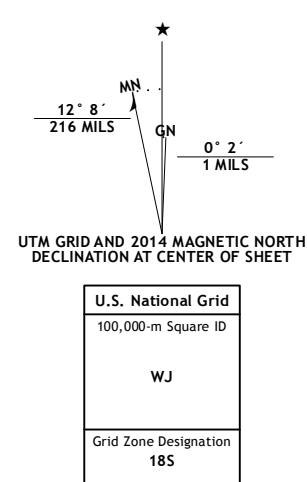 MN
GN
12° 8´
216 MILS
0° 2´
1 MILS
UTM GRID AND 2014 MAGNETIC NORTH
DECLINATION AT CENTER OF SHEET
U.S. National Grid
100,000-m Square ID
WJ
Grid Zone Designation
18S